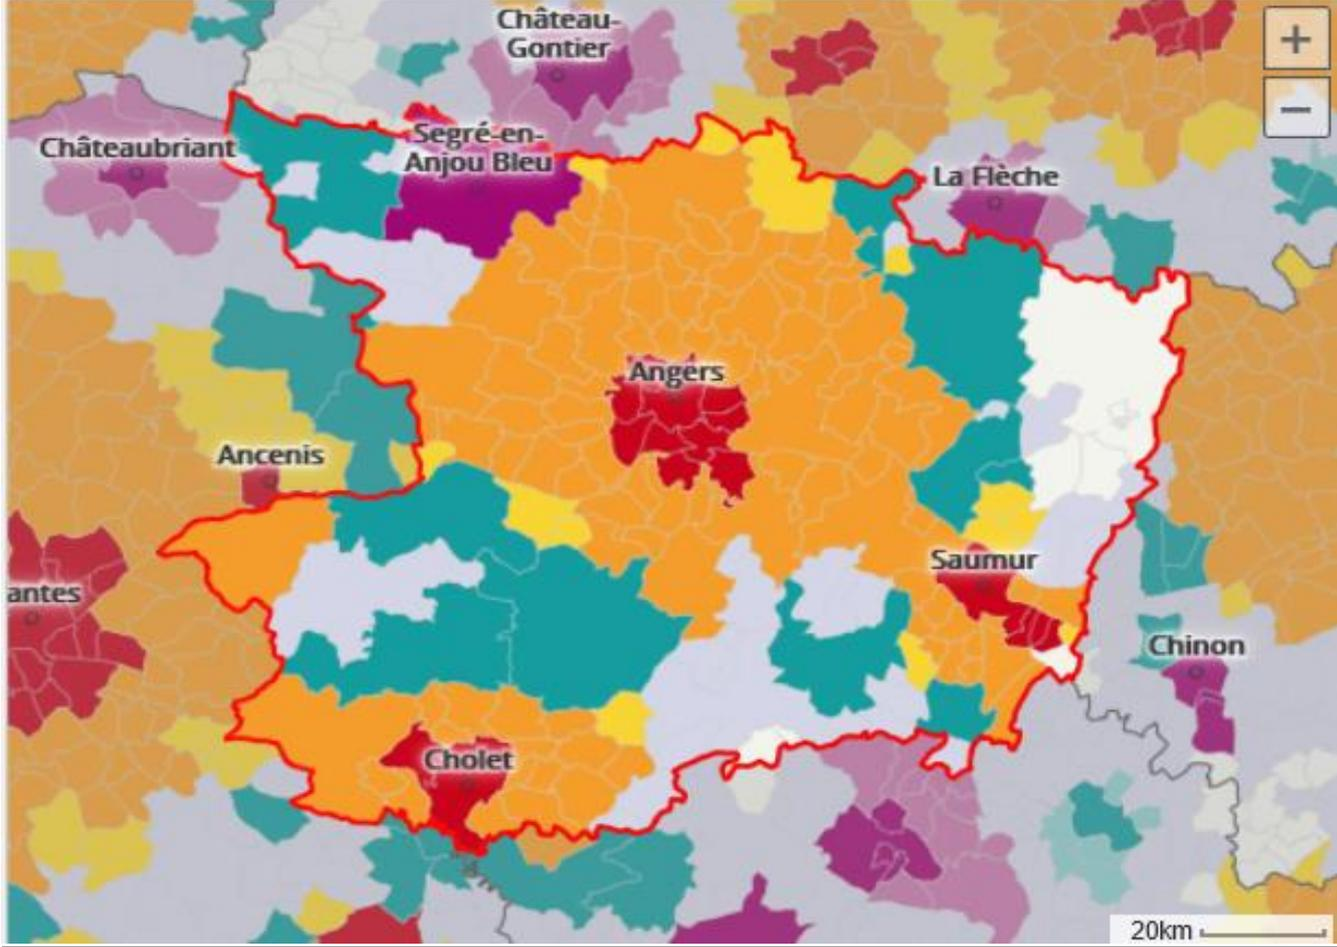 Château-
Gontier
+
−
Châteaubriant
Segré-en-
Anjou Bleu
La Flèche
Angers
Ancenis
Saumur
antes
Chinon
Cholet
20km